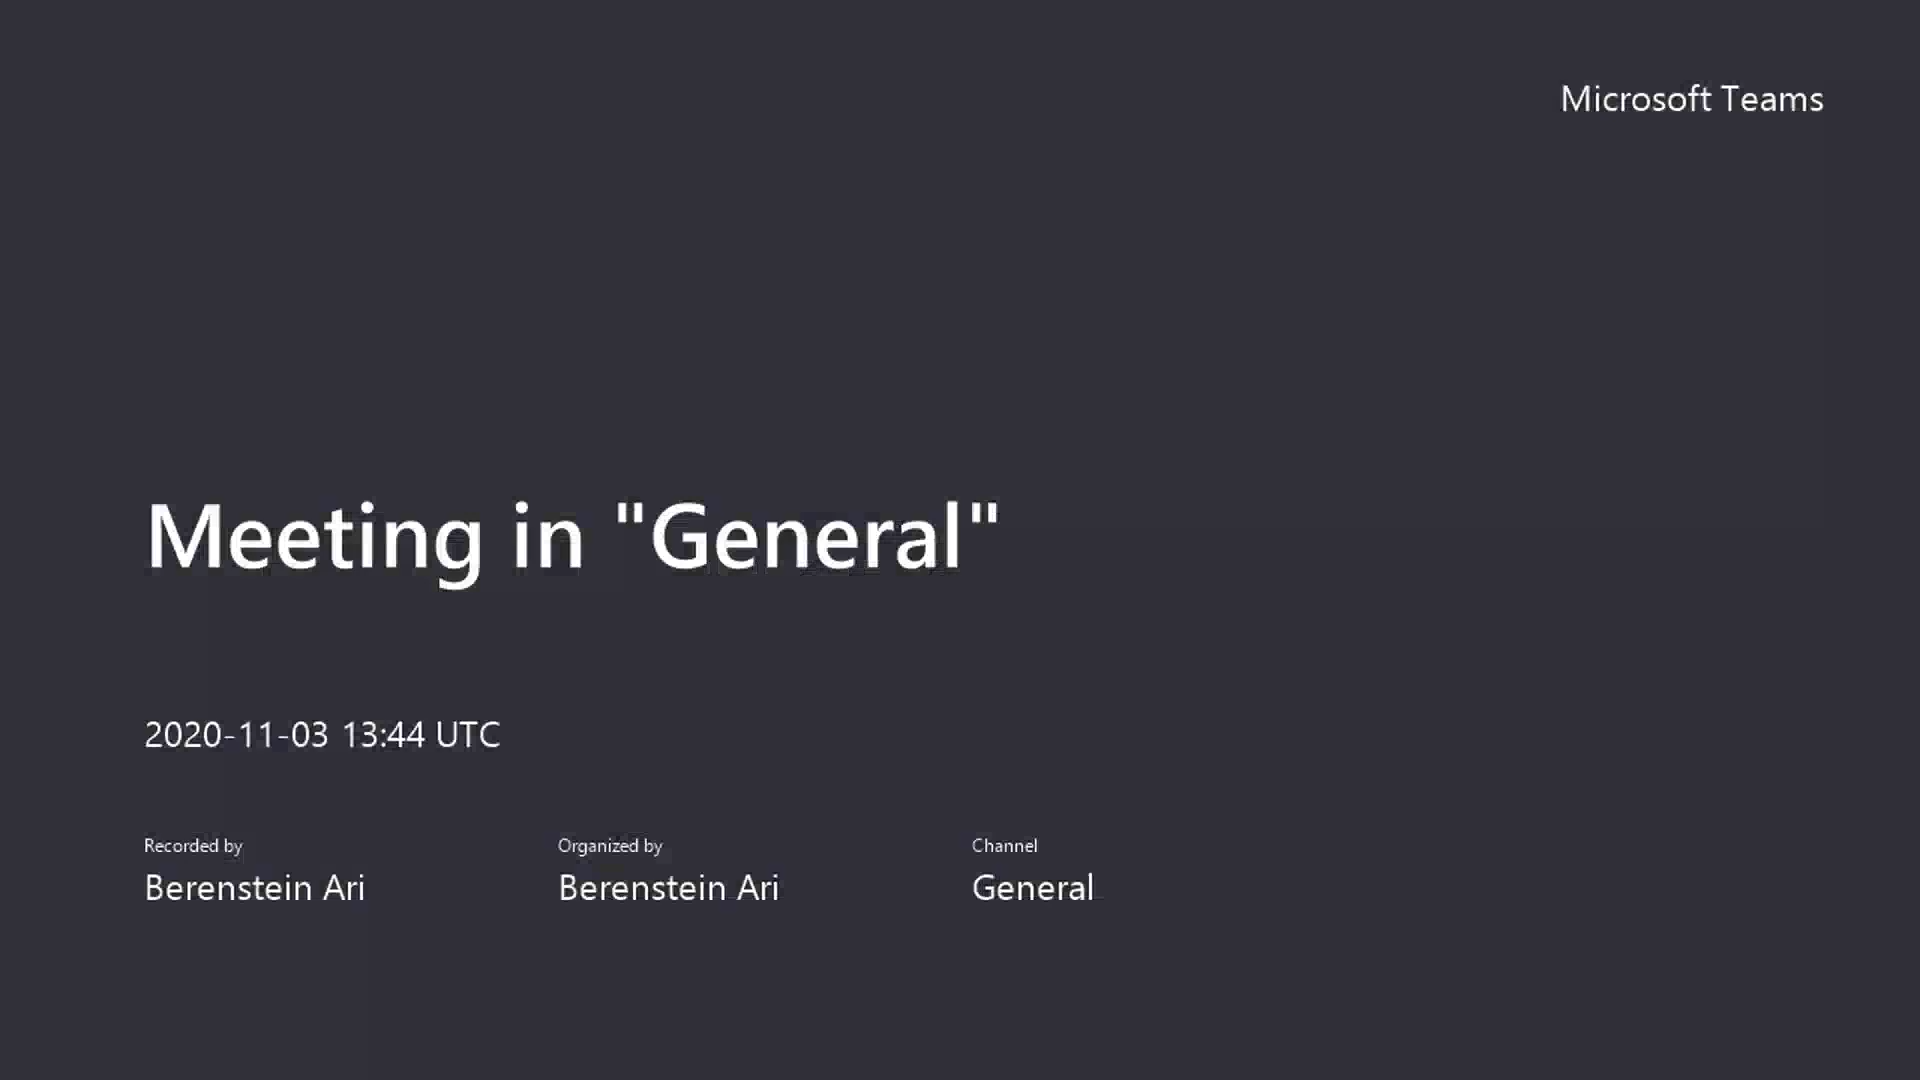 Microsoft Teams
Meeting in "General"
2020-11-03 13:44 UTC
Recorded by
Berenstein Ari
Organized by
Berenstein Ari
Channel
General